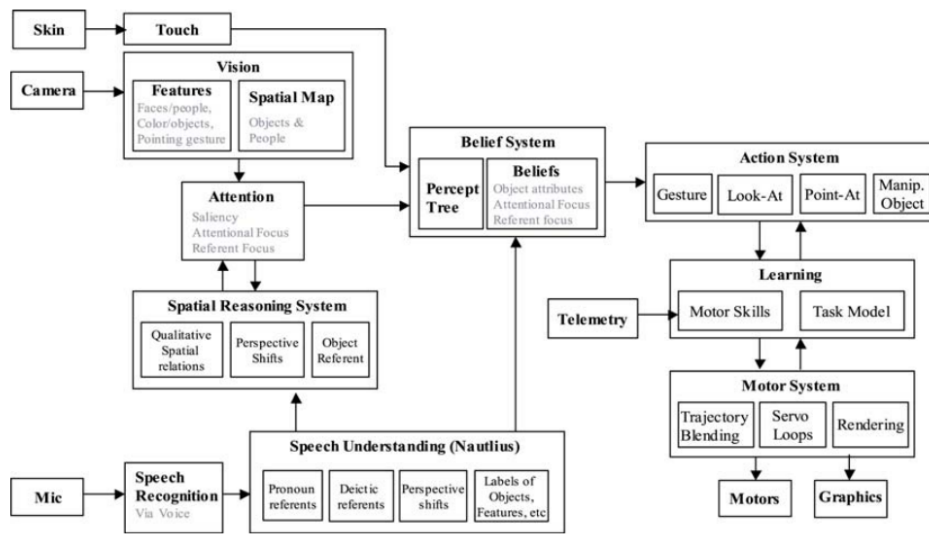 Skin
Touch
Camera
Vision
Features
Faces/people,
Color/objects,
Pointing gesture
Spatial Map
Objects &
People
Attention
Saliency
Attentional Focus
Referent Focus
Spatial Reasoning System
Qualitative
Spatial
relations
Perspective
Shifts
Object
Referent
Belief System
Percept
Tree
Beliefs
Object attributes
Attentional Focus
Referent focus
Action System
Gesture
Look-At
Point-At
Manip.
Object
Learning
Telemetry
Motor Skills
Task Model
Motor System
Trajectory
Blending
Servo
Loops
Rendering
Motors
Graphics
Mic
Speech
Recognition
Via Voice
Speech Understanding (Nautlius)
Pronoun
referents
Deictic
referents
Perspective
shifts
Labels of
Objects,
Features, etc